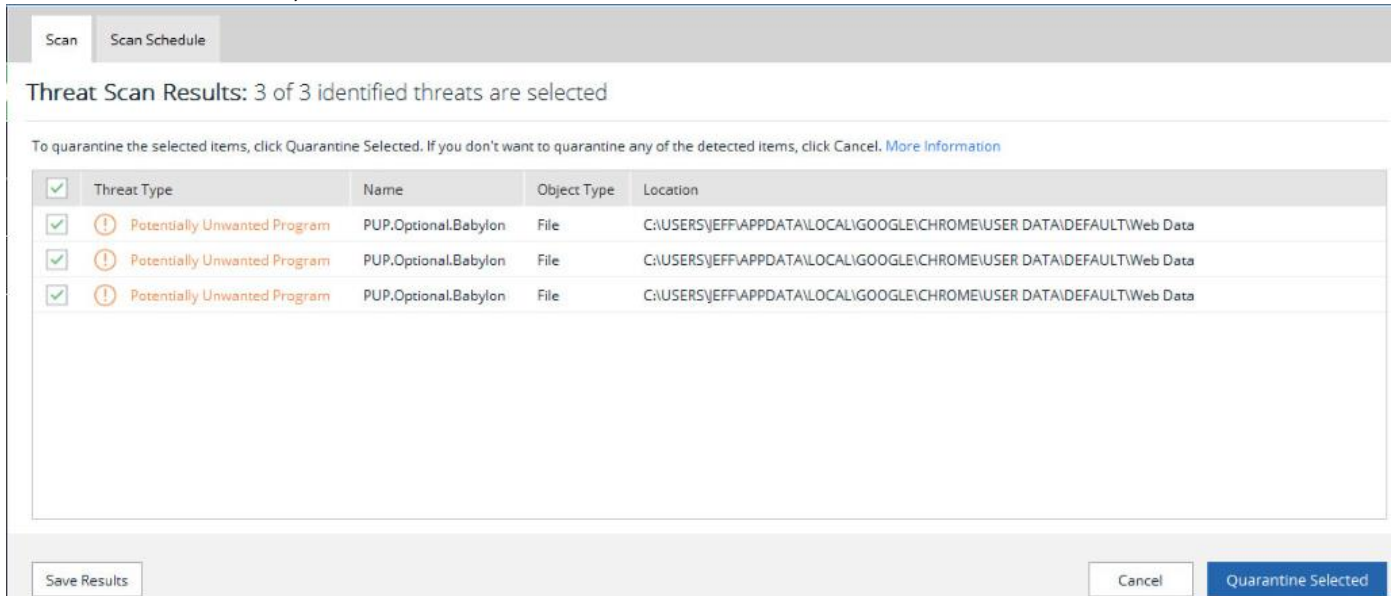 Scan Scan Schedule
Threat Scan Results: 3 of 3 identified threats are selected
To quarantine the selected items, click Quarantine Selected. If you don't want to quarantine any of the detected items, click Cancel. More Information
Threat Type Name Object Type Location
Potentially Unwanted Program PUP.Optional.Babylon File C:\USERS\JEFF\APPDATA\LOCAL\GOOGLE\CHROME\USER DATA\DEFAULT\Web Data
Potentially Unwanted Program PUP.Optional.Babylon File C:\USERS\JEFF\APPDATA\LOCAL\GOOGLE\CHROME\USER DATA\DEFAULT\Web Data
Potentially Unwanted Program PUP.Optional.Babylon File C:\USERS\JEFF\APPDATA\LOCAL\GOOGLE\CHROME\USER DATA\DEFAULT\Web Data
Save Results Cancel Quarantine Selected